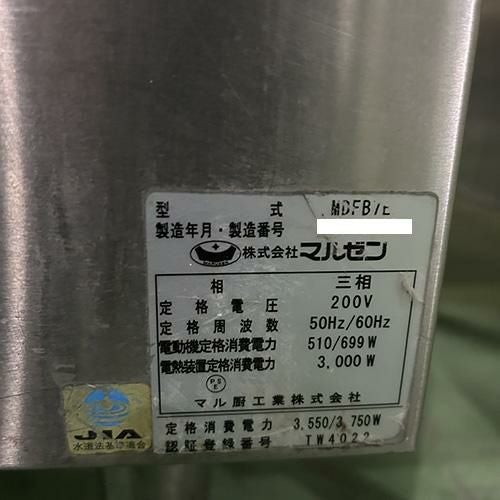 型式 MDFB7E
製造年月・製造番号
株式会社マルゼン
相 三相
定格電圧 200V
定格周波数 50Hz/60Hz
電動機定格消費電力 510/699W
電熱装置定格消費電力 3,000W
PSE
マル厨工業株式会社
定格消費電力 3,550/3,750W
認証登録番号 TW4022
JIA
水道法基準適合